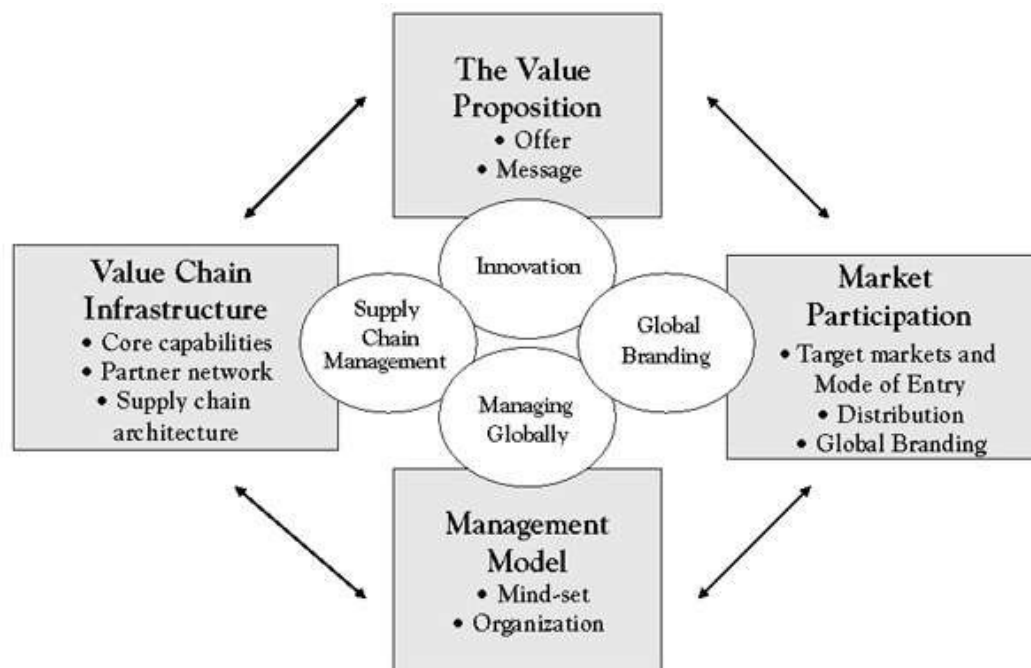 The Value
Proposition
• Offer
• Message
Innovation
Value Chain
Infrastructure
• Core capabilities
• Partner network
• Supply chain
architecture
Supply
Chain
Management
Global
Branding
Market
Participation
• Target markets and
Mode of Entry
• Distribution
• Global Branding
Managing
Globally
Management
Model
• Mind-set
• Organization